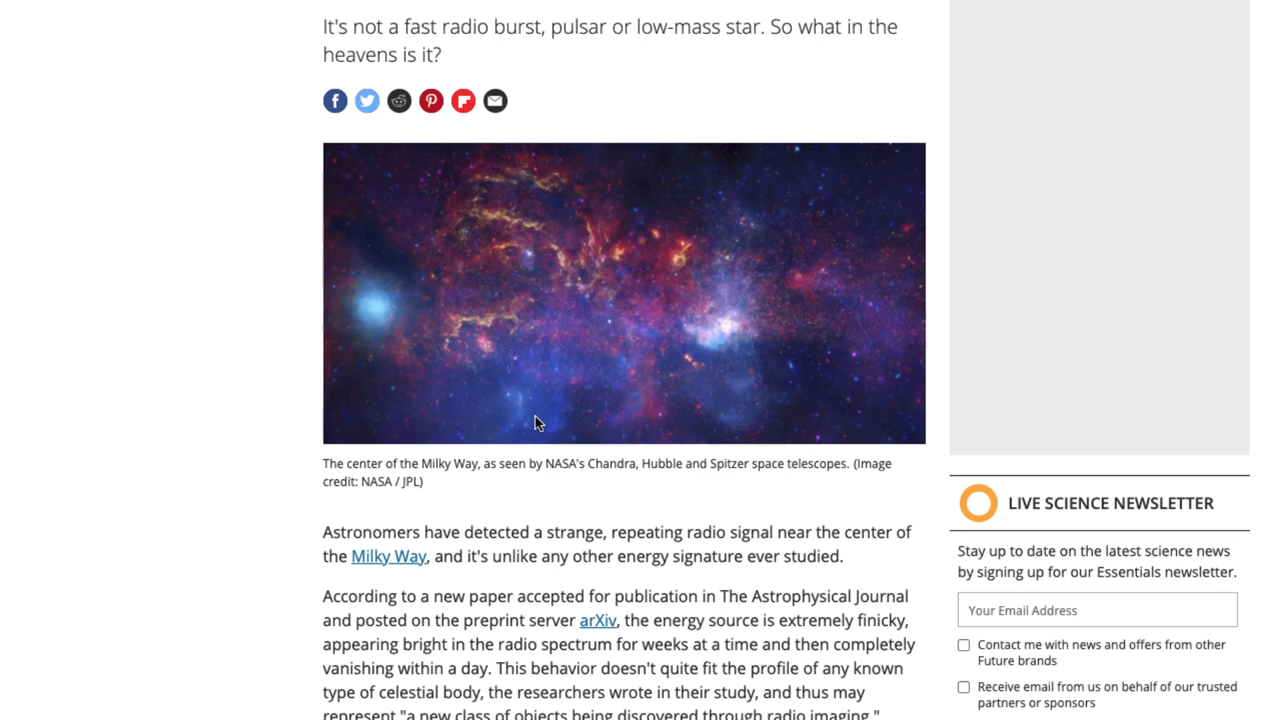 It's not a fast radio burst, pulsar or low-mass star. So what in the
heavens is it?
The center of the Milky Way, as seen by NASA's Chandra, Hubble and Spitzer space telescopes. (Image
credit: NASA / JPL)
Astronomers have detected a strange, repeating radio signal near the center of
the Milky Way, and it's unlike any other energy signature ever studied.
According to a new paper accepted for publication in The Astrophysical Journal
and posted on the preprint server arXiv, the energy source is extremely finicky,
appearing bright in the radio spectrum for weeks at a time and then completely
vanishing within a day. This behavior doesn't quite fit the profile of any known
type of celestial body, the researchers wrote in their study, and thus may
represent "a new class of objects being discovered through radio imaging."
LIVE SCIENCE NEWSLETTER
Stay up to date on the latest science news
by signing up for our Essentials newsletter.
Your Email Address
Contact me with news and offers from other
Future brands
Receive email from us on behalf of our trusted
partners or sponsors